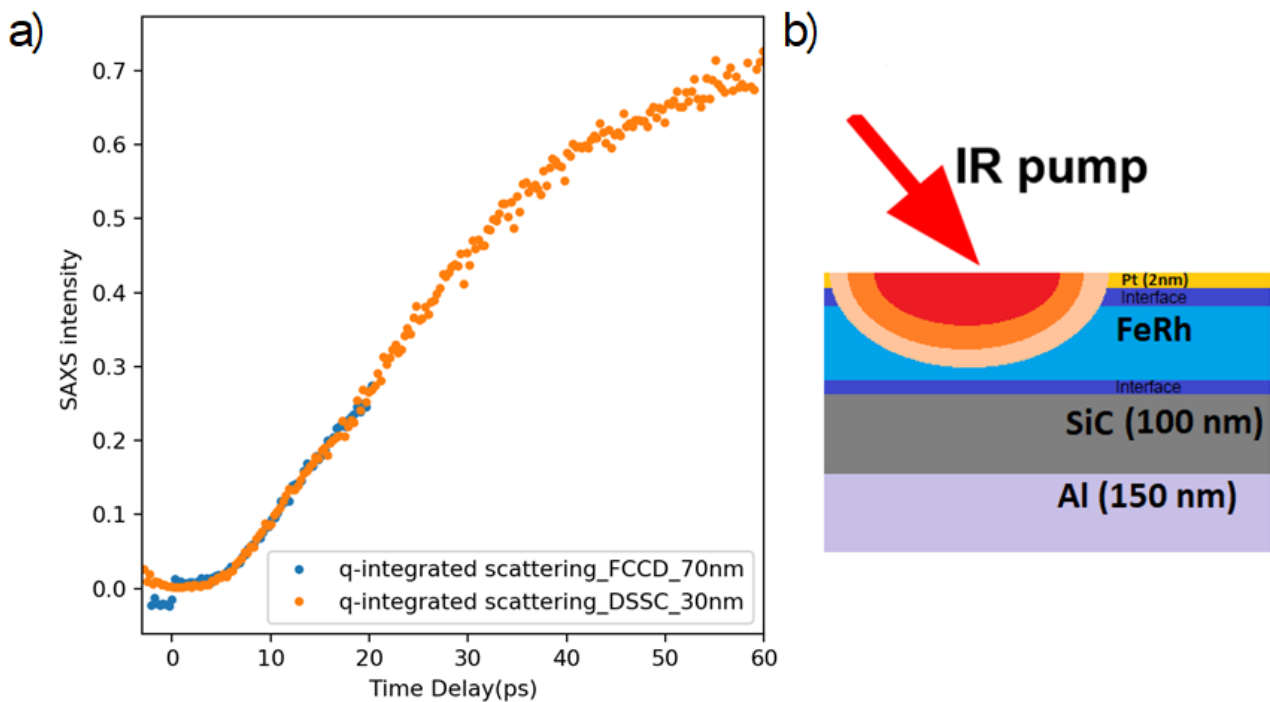 a)
0.7
0.6
0.5
0.4
0.3
0.2
0.1
0.0
SAXS intensity
q-integrated scattering_FCCD_70nm
q-integrated scattering_DSSC_30nm
0 10 20 30 40 50 60
Time Delay(ps)
b)
IR pump
Pt (2nm)
Interface
FeRh
Interface
SiC (100 nm)
Al (150 nm)